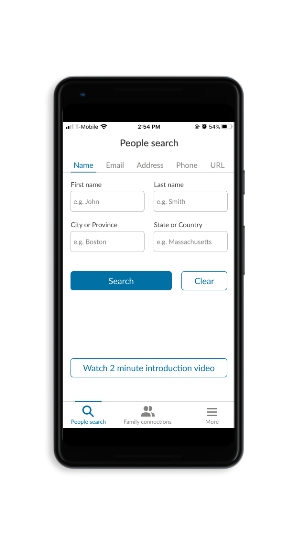 T-Mobile 2:54 PM 54%
People search
Name Email Address Phone URL
First name Last name
e.g. John e.g. Smith
City or Province State or Country
e.g. Boston e.g. Massachusetts
Search Clear
Watch 2 minute introduction video
People search Family connections More